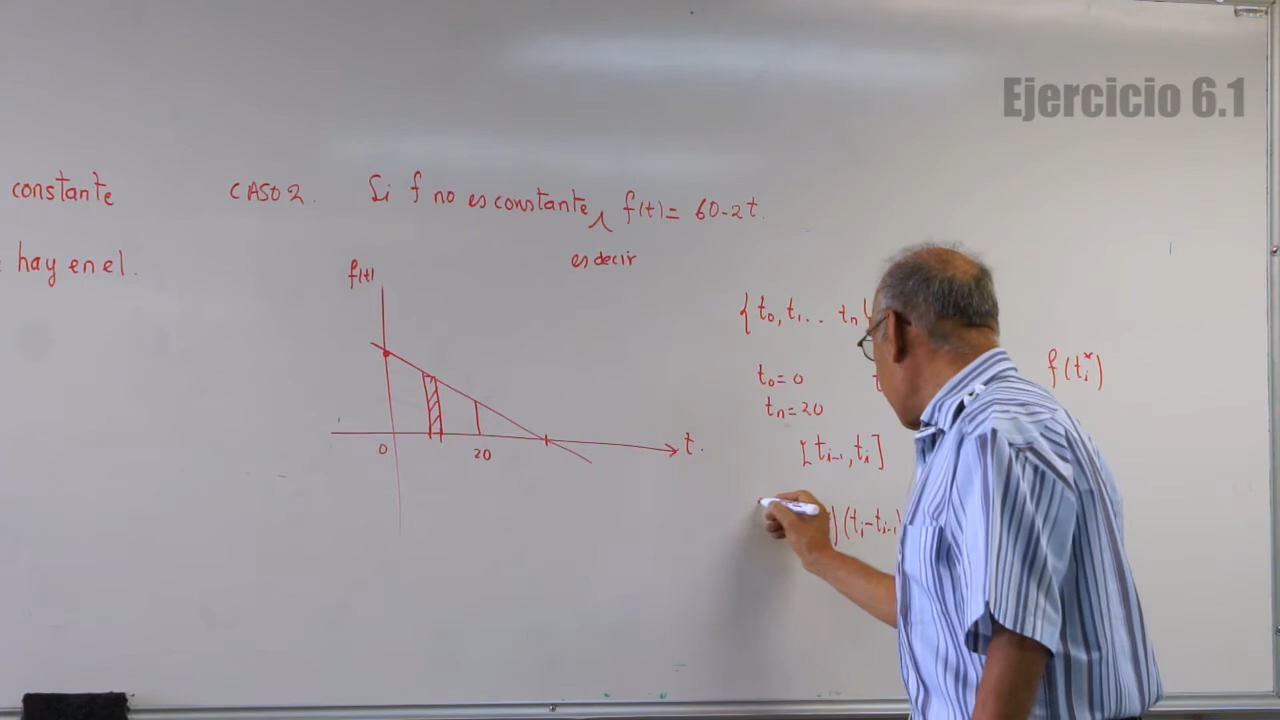 Ejercicio 6.1
constante
hay en el.
CASO 2. Si f no es constante, f(t) = 60-2t.
es decir
f(t)
0
20
t.
{t₀, t₁... tₙ
t₀=0
tₙ=20
[tᵢ₋₁, tᵢ]
f(tᵢ*)
)(tᵢ-tᵢ₋₁)